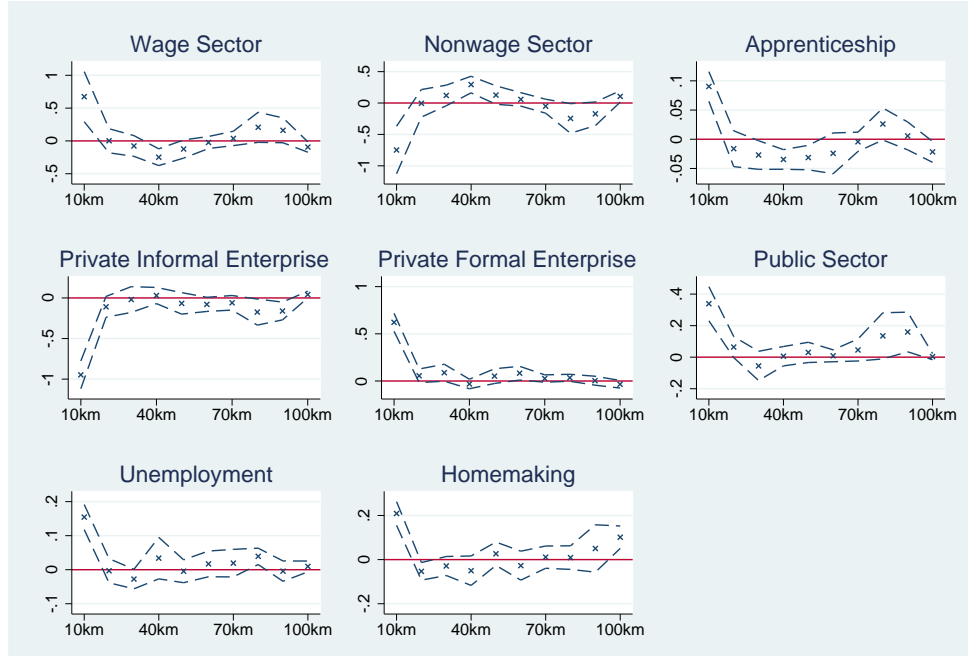 Wage Sector
1
.5
0
-.5
10km 40km 70km 100km
Nonwage Sector
.5
0
-.5
-1
10km 40km 70km 100km
Apprenticeship
.1
.05
0
-.05
10km 40km 70km 100km
Private Informal Enterprise
0
-.5
-1
10km 40km 70km 100km
Private Formal Enterprise
1
.5
0
10km 40km 70km 100km
Public Sector
.4
.2
0
-.2
10km 40km 70km 100km
Unemployment
.2
.1
0
-.1
10km 40km 70km 100km
Homemaking
.2
0
-.2
10km 40km 70km 100km